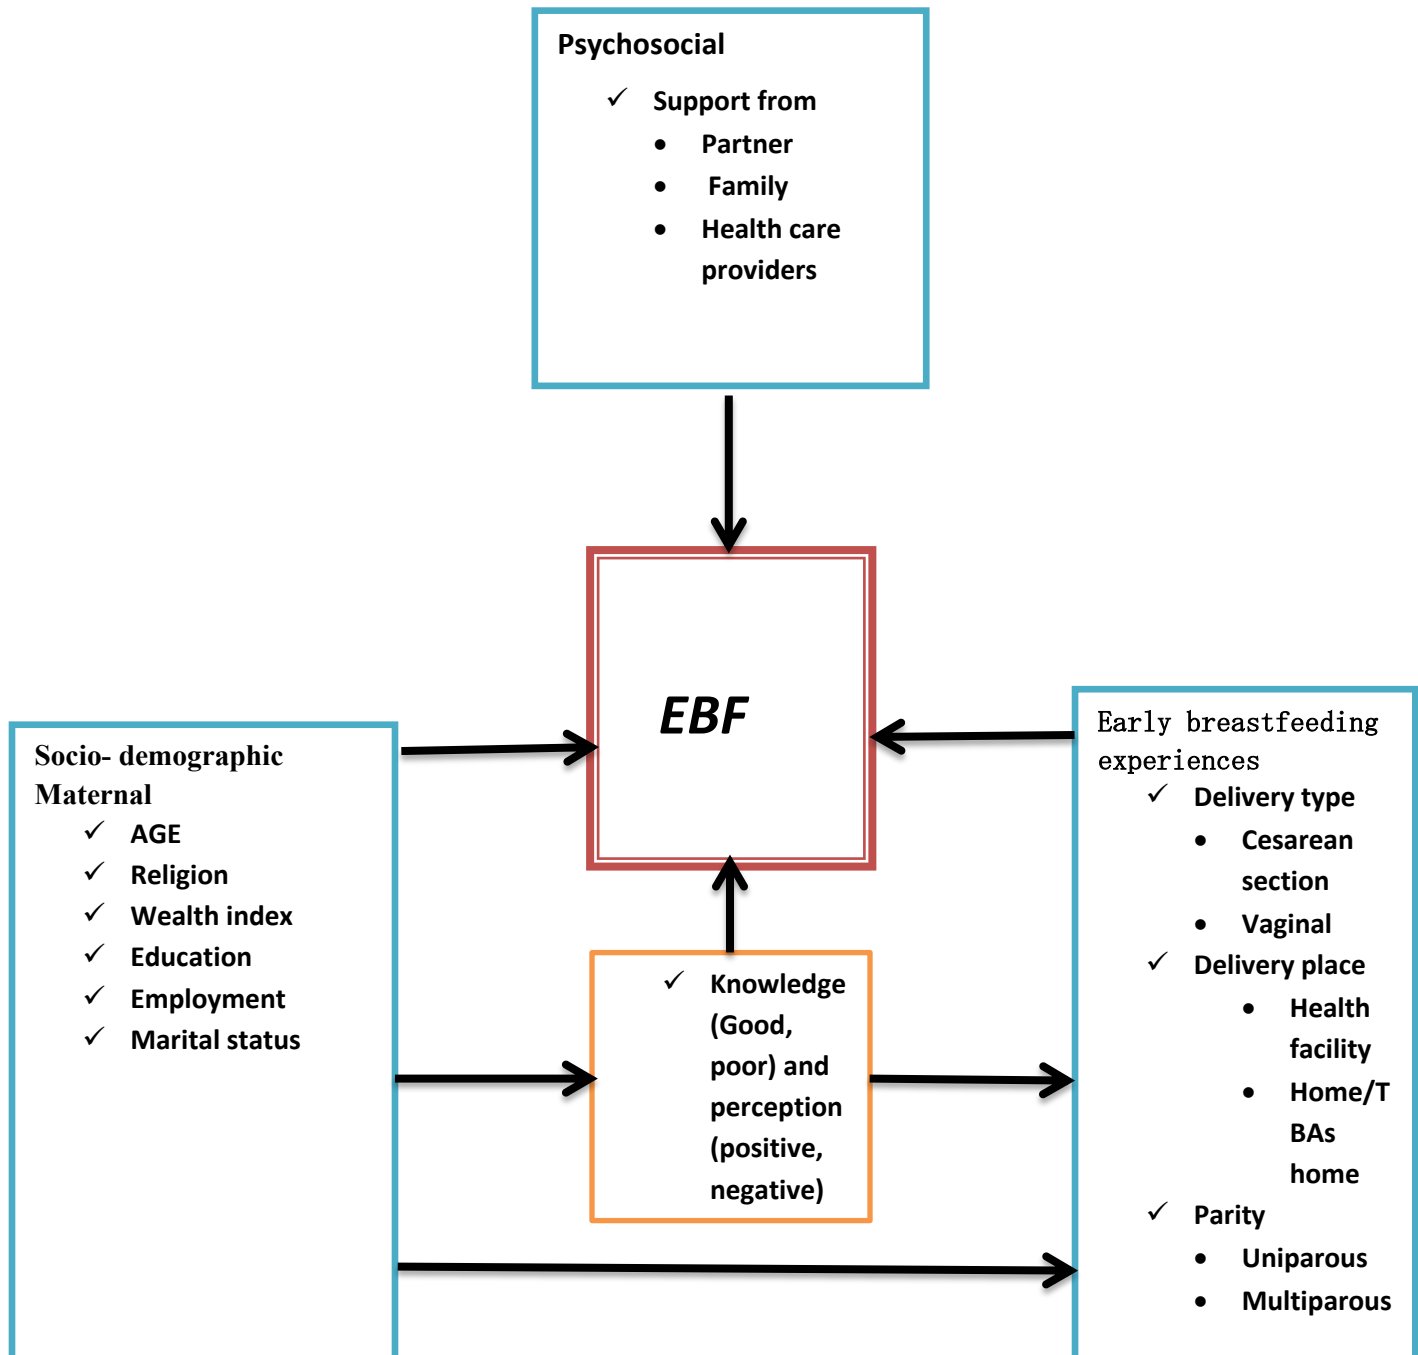 Psychosocial
✓ Support from
• Partner
• Family
• Health care
providers
EBF
Socio- demographic
Maternal
✓ AGE
✓ Religion
✓ Wealth index
✓ Education
✓ Employment
✓ Marital status
✓ Knowledge
(Good,
poor) and
perception
(positive,
negative)
Early breastfeeding
experiences
✓ Delivery type
• Cesarean
section
• Vaginal
✓ Delivery place
• Health
facility
• Home/T
BAs
home
✓ Parity
• Uniparous
• Multiparous